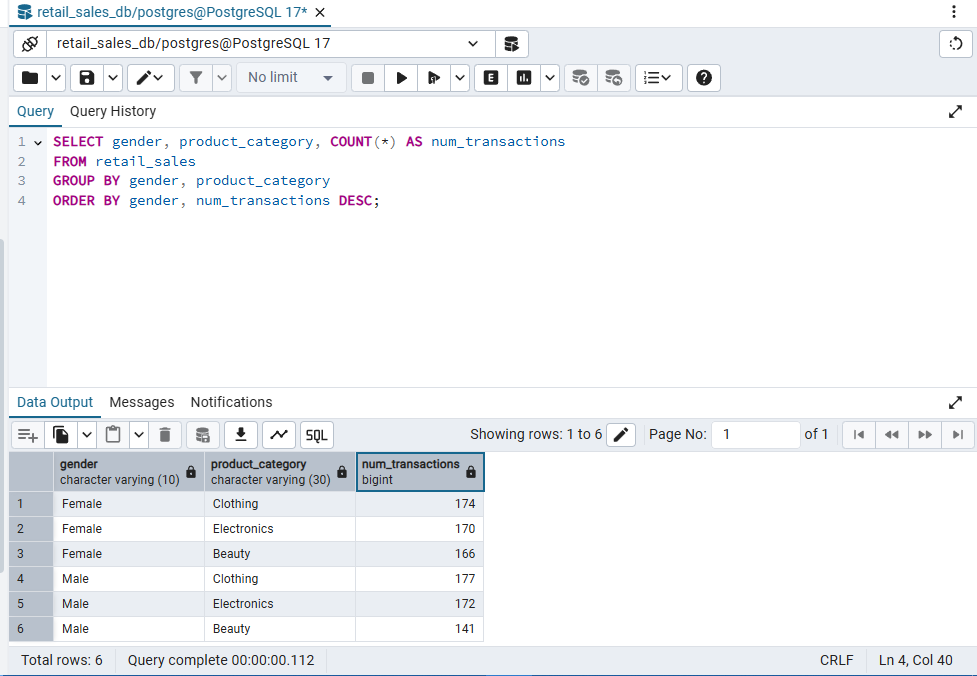 retail_sales_db/postgres@PostgreSQL 17*
retail_sales_db/postgres@PostgreSQL 17
No limit
E
Query Query History
1 SELECT gender, product_category, COUNT(*) AS num_transactions
2 FROM retail_sales
3 GROUP BY gender, product_category
4 ORDER BY gender, num_transactions DESC;
Data Output Messages Notifications
SQL Showing rows: 1 to 6 Page No: 1 of 1
gender product_category num_transactions
character varying (10) character varying (30) bigint
1 Female Clothing 174
2 Female Electronics 170
3 Female Beauty 166
4 Male Clothing 177
5 Male Electronics 172
6 Male Beauty 141
Total rows: 6 Query complete 00:00:00.112 CRLF Ln 4, Col 40